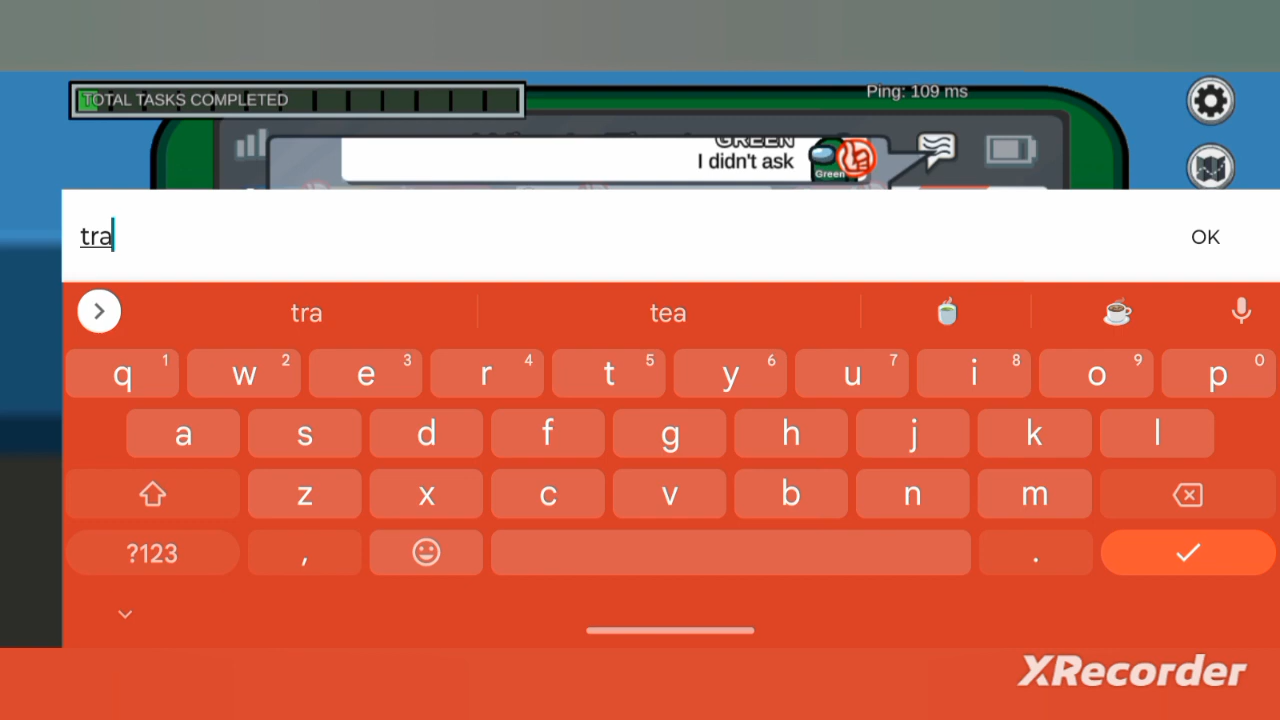 TOTAL TASKS COMPLETED
Ping: 109 ms
GREEN
I didn't ask
Green
tra
OK
tra tea
q 1 w 2 e 3 r 4 t 5 y 6 u 7 i 8 o 9 p 0
a s d f g h j k l
z x c v b n m
?123 , .
XRecorder